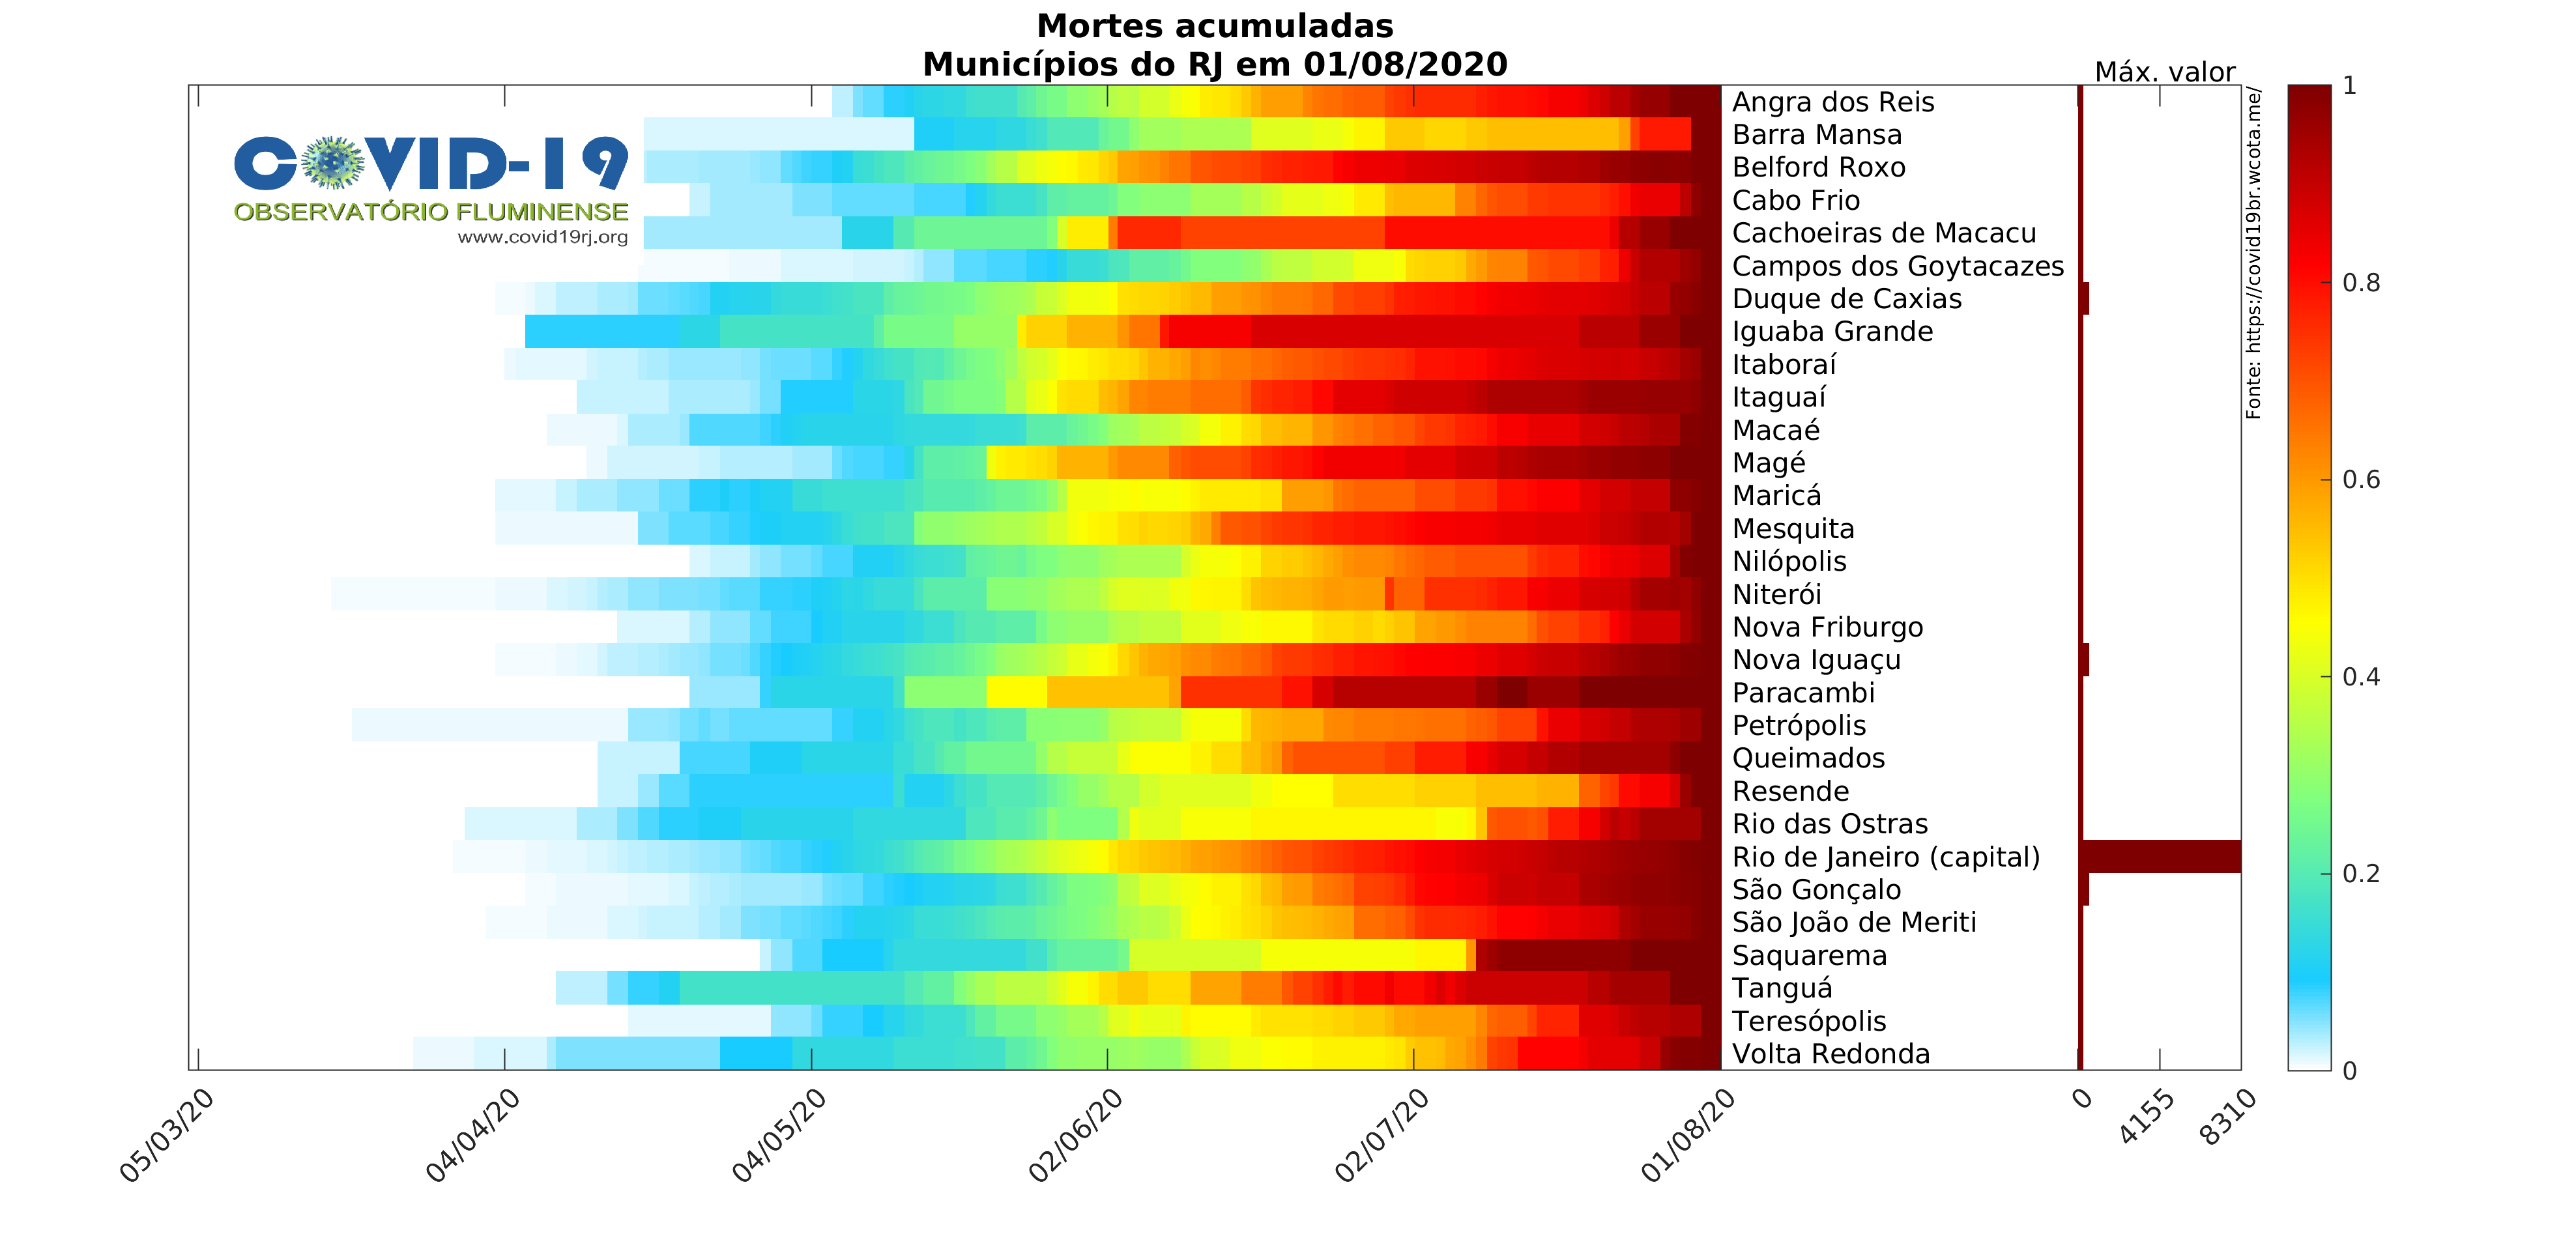 Mortes acumuladas
Municípios do RJ em 01/08/2020
Máx. valor
COVID-19
OBSERVATÓRIO FLUMINENSE
www.covid19rj.org
Angra dos Reis
Barra Mansa
Belford Roxo
Cabo Frio
Cachoeiras de Macacu
Campos dos Goytacazes
Duque de Caxias
Iguaba Grande
Itaboraí
Itaguaí
Macaé
Magé
Maricá
Mesquita
Nilópolis
Niterói
Nova Friburgo
Nova Iguaçu
Paracambi
Petrópolis
Queimados
Resende
Rio das Ostras
Rio de Janeiro (capital)
São Gonçalo
São João de Meriti
Saquarema
Tanguá
Teresópolis
Volta Redonda
Fonte: https://covid19br.wcota.me/
1
0.8
0.6
0.4
0.2
0
05/03/20
04/04/20
04/05/20
02/06/20
02/07/20
01/08/20
0
4155
8310